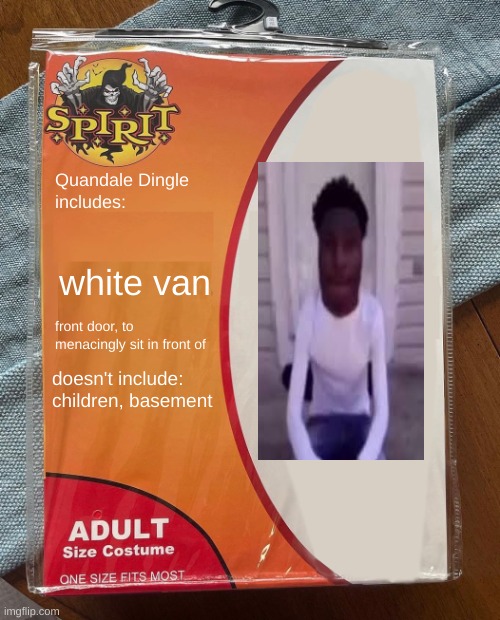 SPIRIT
Quandale Dingle
includes:
white van
front door, to
menacingly sit in front of
doesn't include:
children, basement
ADULT
Size Costume
ONE SIZE FITS MOST
imgflip.com